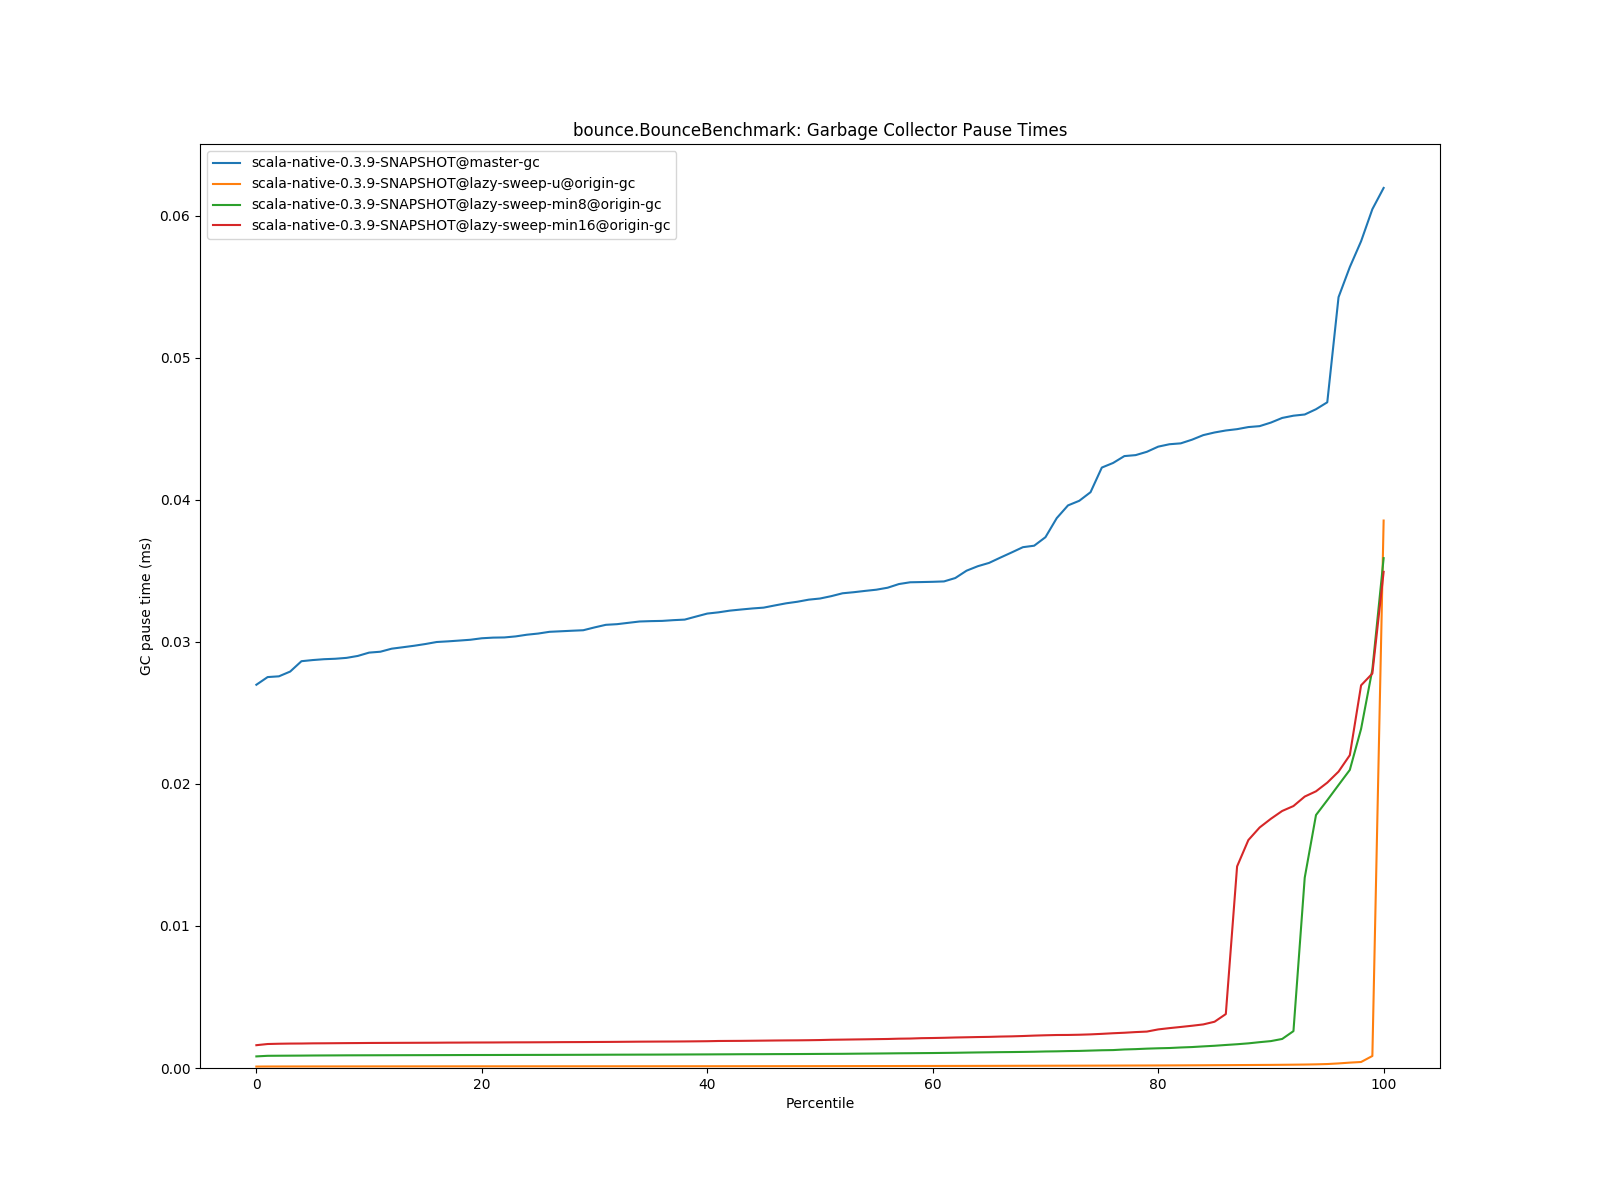 bounce.BounceBenchmark: Garbage Collector Pause Times
scala-native-0.3.9-SNAPSHOT@master-gc
scala-native-0.3.9-SNAPSHOT@lazy-sweep-u@origin-gc
scala-native-0.3.9-SNAPSHOT@lazy-sweep-min8@origin-gc
scala-native-0.3.9-SNAPSHOT@lazy-sweep-min16@origin-gc
0.06
0.05
0.04
0.03
0.02
0.01
0.00
GC pause time (ms)
0 20 40 60 80 100
Percentile